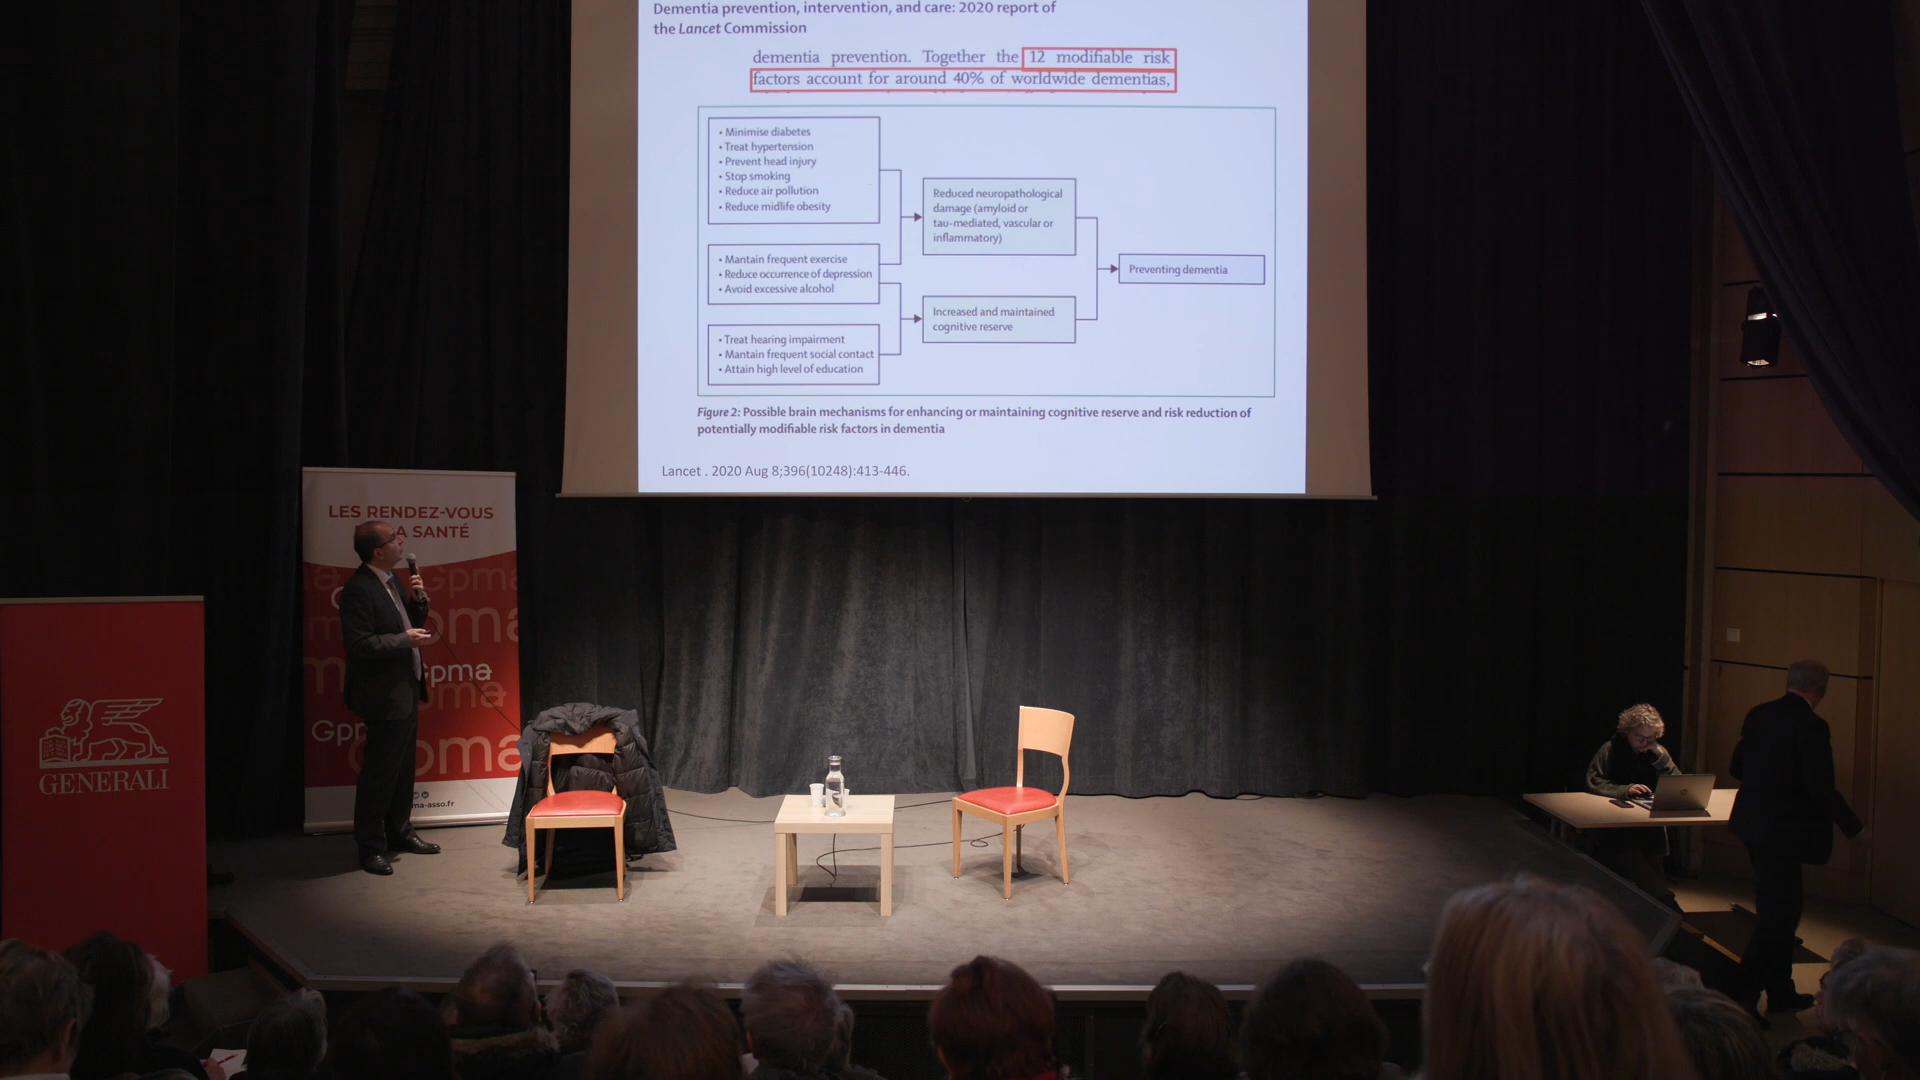 Dementia prevention, intervention, and care: 2020 report of
the Lancet Commission
dementia prevention. Together the 12 modifiable risk
factors account for around 40% of worldwide dementias,
• Minimise diabetes
• Treat hypertension
• Prevent head injury
• Stop smoking
• Reduce air pollution
• Reduce midlife obesity
• Mantain frequent exercise
• Reduce occurrence of depression
• Avoid excessive alcohol
• Treat hearing impairment
• Mantain frequent social contact
• Attain high level of education
Reduced neuropathological
damage (amyloid or
tau-mediated, vascular or
inflammatory)
Increased and maintained
cognitive reserve
Preventing dementia
Figure 2: Possible brain mechanisms for enhancing or maintaining cognitive reserve and risk reduction of
potentially modifiable risk factors in dementia
Lancet . 2020 Aug 8;396(10248):413-446.
LES RENDEZ-VOUS
SANTÉ
Gpma
GENERALI